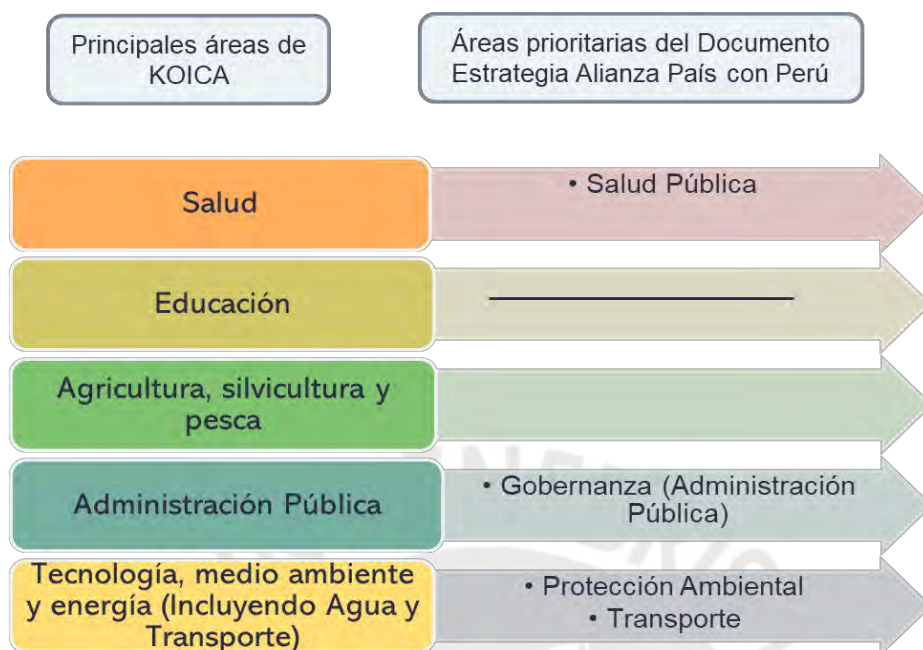 Principales áreas de
KOICA
Áreas prioritarias del Documento
Estrategia Alianza País con Perú
Salud
• Salud Pública
Educación
Agricultura, silvicultura y
pesca
Administración Pública
• Gobernanza (Administración
Pública)
Tecnología, medio ambiente
y energía (Incluyendo Agua y
Transporte)
• Protección Ambiental
• Transporte